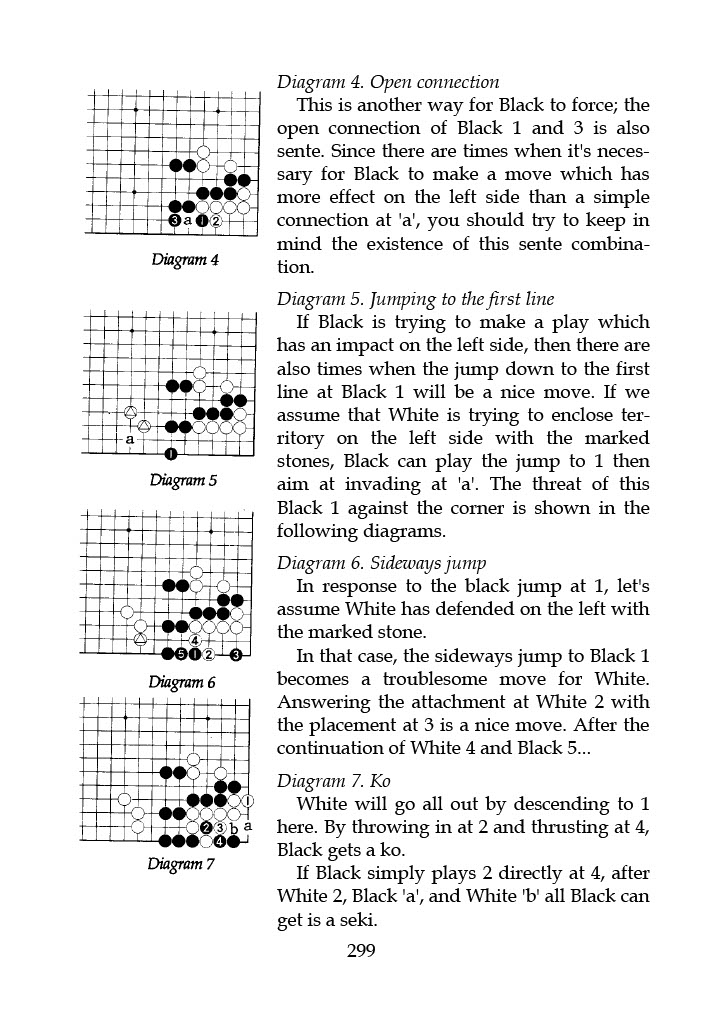 Diagram 4. Open connection
This is another way for Black to force; the
open connection of Black 1 and 3 is also
sente. Since there are times when it's neces-
sary for Black to make a move which has
more effect on the left side than a simple
connection at 'a', you should try to keep in
mind the existence of this sente combina-
tion.
3 a 1 2
Diagram 4
Diagram 5. Jumping to the first line
If Black is trying to make a play which
has an impact on the left side, then there are
also times when the jump down to the first
line at Black 1 will be a nice move. If we
assume that White is trying to enclose ter-
ritory on the left side with the marked
stones, Black can play the jump to 1 then
aim at invading at 'a'. The threat of this
Black 1 against the corner is shown in the
following diagrams.
a
1
Diagram 5
Diagram 6. Sideways jump
In response to the black jump at 1, let's
assume White has defended on the left with
the marked stone.
In that case, the sideways jump to Black 1
becomes a troublesome move for White.
Answering the attachment at White 2 with
the placement at 3 is a nice move. After the
continuation of White 4 and Black 5...
4
5 1 2 3
Diagram 6
Diagram 7. Ko
White will go all out by descending to 1
here. By throwing in at 2 and thrusting at 4,
Black gets a ko.
If Black simply plays 2 directly at 4, after
White 2, Black 'a', and White 'b' all Black can
get is a seki.
1
2 3 b a
4
Diagram 7
299